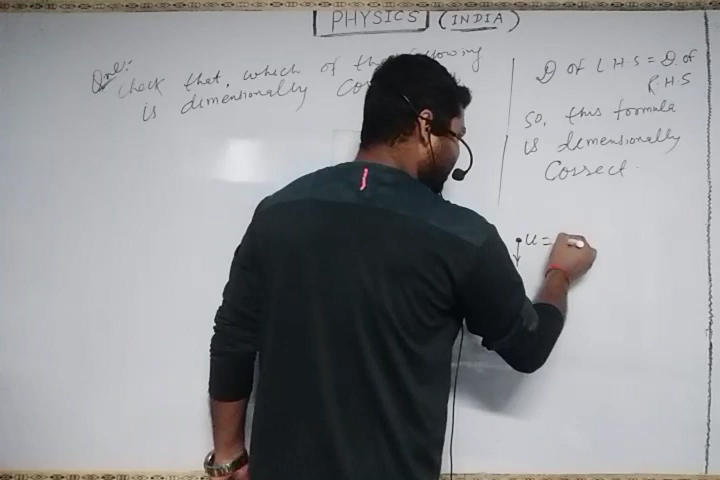 PHYSICS (INDIA)
Que:
Check that, which of the following
is dimensionally
D of LHS = D. of
R.H.S
So, this formula
is dimensionally
Correct.
u =